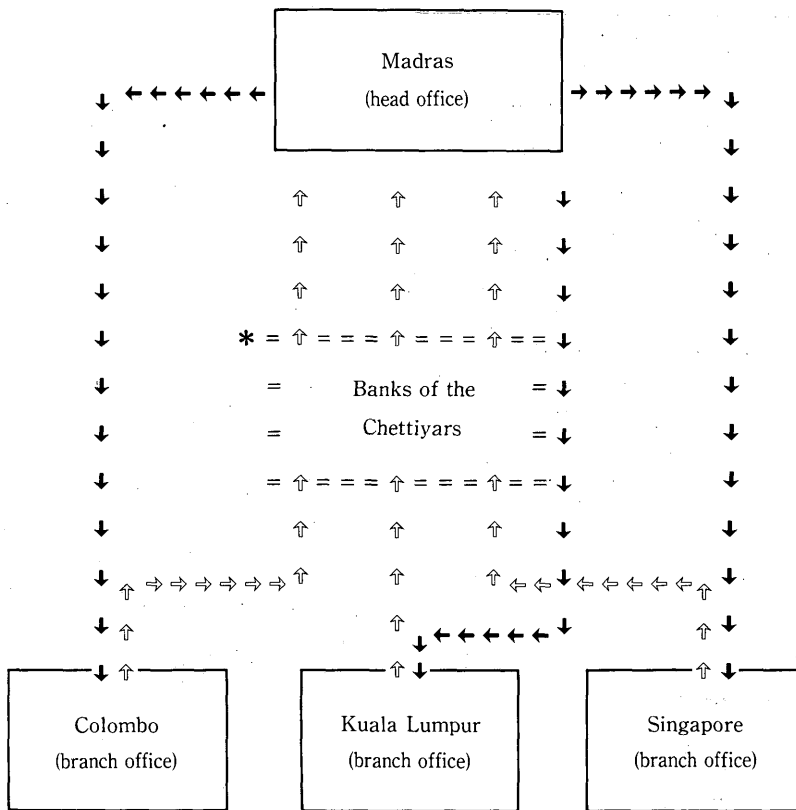 Madras
(head office)
*
Banks of the
Chettiyars
Colombo
(branch office)
Kuala Lumpur
(branch office)
Singapore
(branch office)